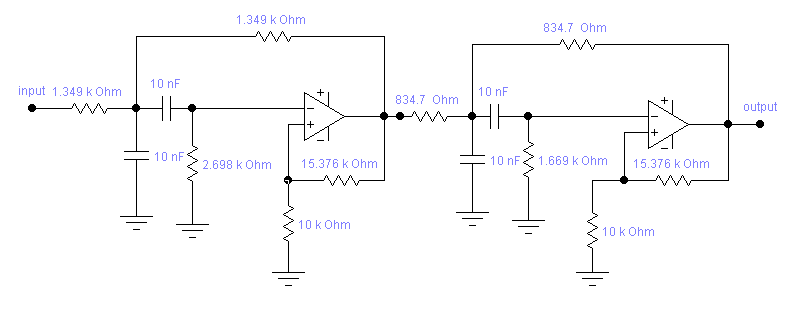 1.349 k Ohm
834.7 Ohm
input
1.349 k Ohm
10 nF
+
−
+
−
834.7 Ohm
10 nF
+
−
+
−
output
10 nF
2.698 k Ohm
15.376 k Ohm
10 nF
1.669 k Ohm
15.376 k Ohm
10 k Ohm
10 k Ohm